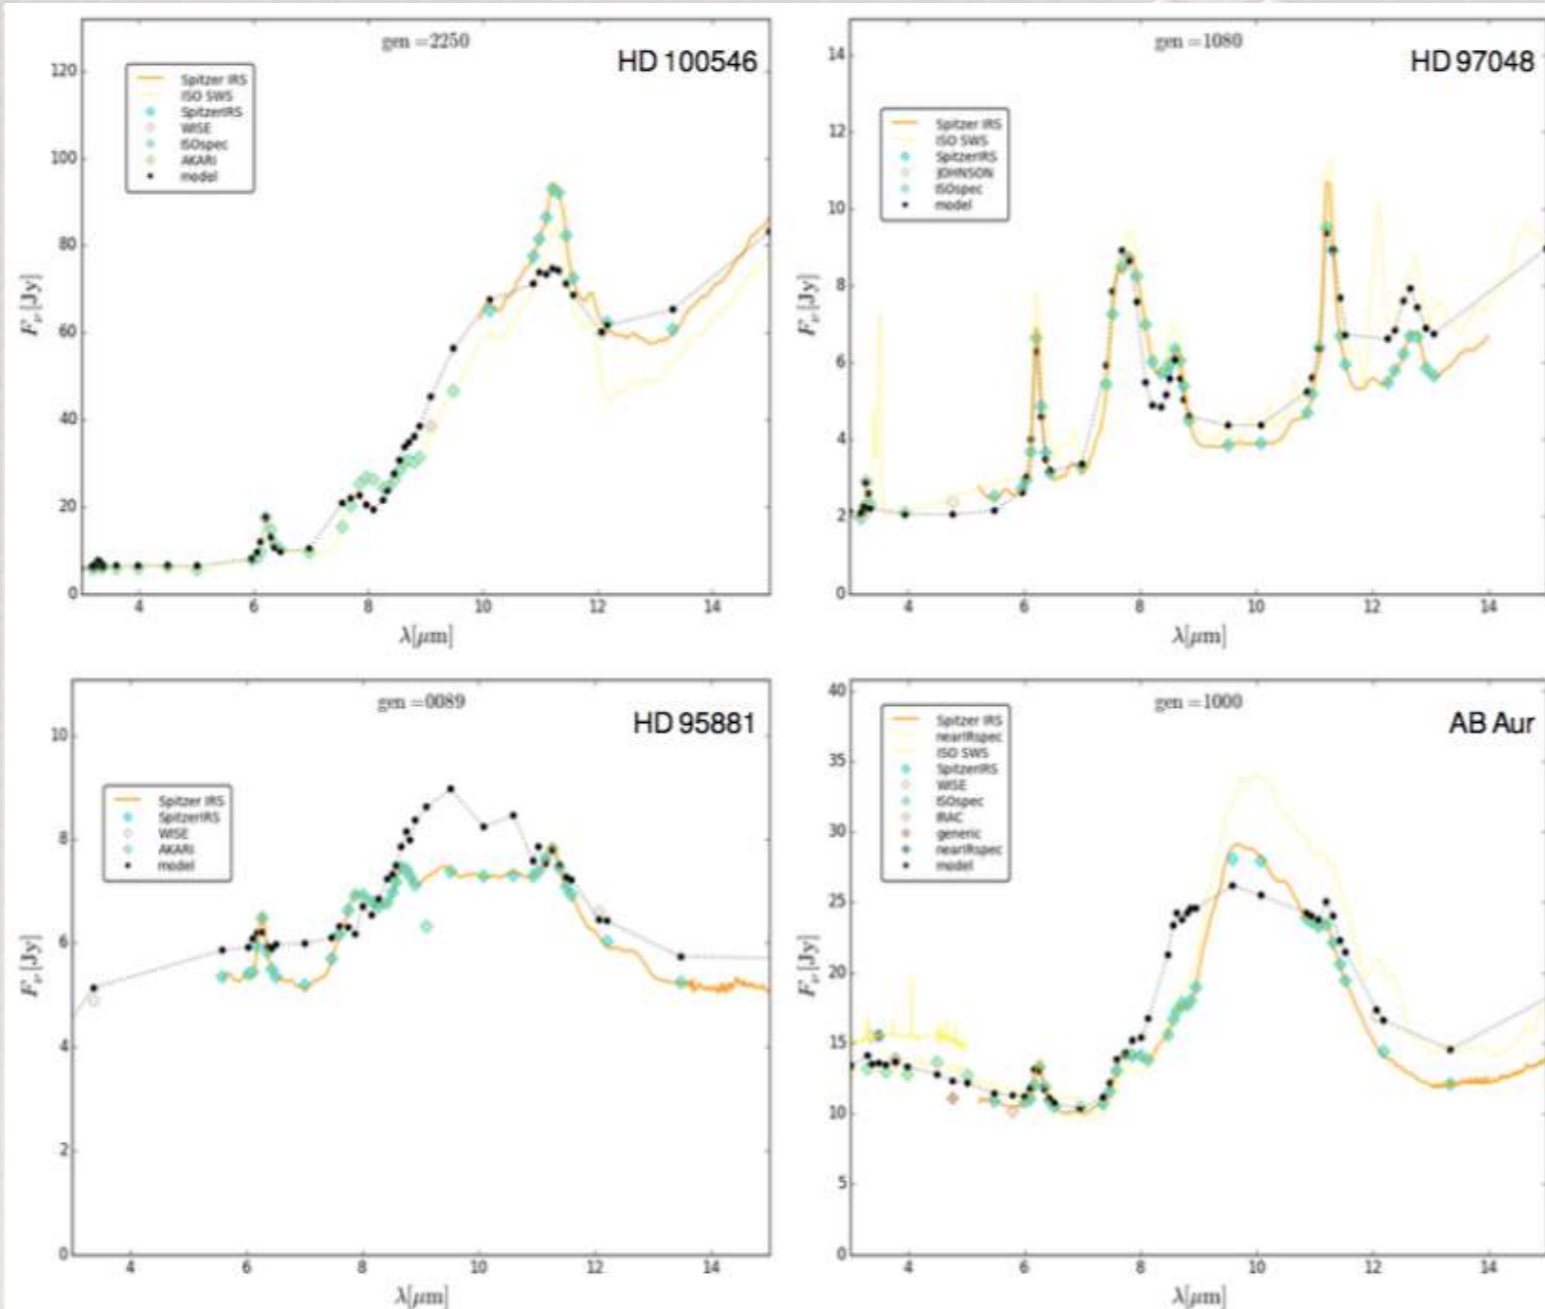 gen =2250
HD 100546
Spitzer IRS
ISO SWS
SpitzerIRS
WISE
ISOspec
AKARI
model
120
100
80
60
40
20
0
F_ν [Jy]
4 6 8 10 12 14
λ[μm]
gen =1080
HD 97048
Spitzer IRS
ISO SWS
SpitzerIRS
JOHNSON
ISOspec
model
14
12
10
8
6
4
2
0
F_ν [Jy]
4 6 8 10 12 14
λ[μm]
gen =0089
HD 95881
Spitzer IRS
SpitzerIRS
WISE
AKARI
model
10
8
6
4
2
0
F_ν [Jy]
4 6 8 10 12 14
λ[μm]
gen =1000
AB Aur
Spitzer IRS
nearIRspec
ISO SWS
SpitzerIRS
WISE
ISOspec
IRAC
generic
nearIRspec
model
40
35
30
25
20
15
10
5
0
F_ν [Jy]
4 6 8 10 12 14
λ[μm]